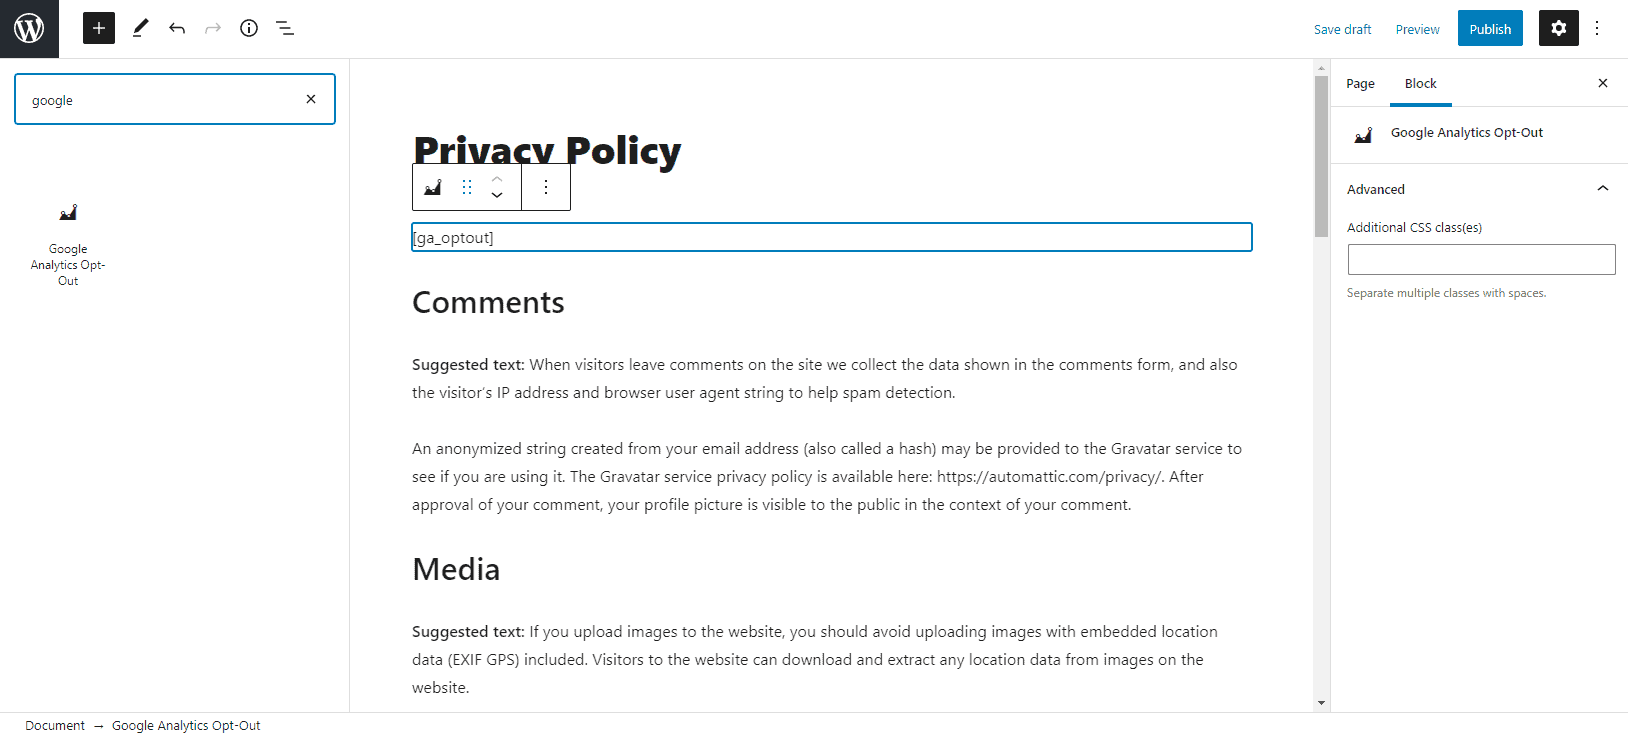 Save draft
Preview
Publish
google
Google
Analytics Opt-
Out
Privacy Policy
[ga_optout]
Comments
Suggested text: When visitors leave comments on the site we collect the data shown in the comments form, and also
the visitor’s IP address and browser user agent string to help spam detection.
An anonymized string created from your email address (also called a hash) may be provided to the Gravatar service to
see if you are using it. The Gravatar service privacy policy is available here: https://automattic.com/privacy/. After
approval of your comment, your profile picture is visible to the public in the context of your comment.
Media
Suggested text: If you upload images to the website, you should avoid uploading images with embedded location
data (EXIF GPS) included. Visitors to the website can download and extract any location data from images on the
website.
Page
Block
Google Analytics Opt-Out
Advanced
Additional CSS class(es)
Separate multiple classes with spaces.
Document → Google Analytics Opt-Out